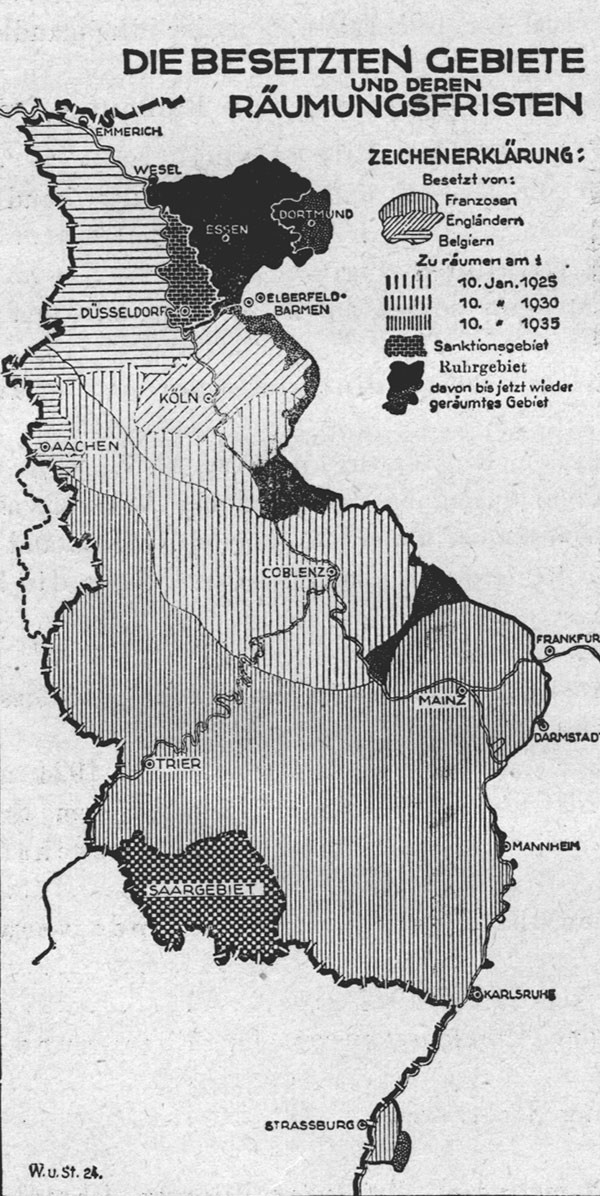 DIE BESETZTEN GEBIETE
UND DEREN
RÄUMUNGSFRISTEN
ZEICHENERKLÄRUNG:
Besetzt von:
Franzosen
Engländern
Belgiern
Zu räumen am:
10. Jan. 1925
10. " 1930
10. " 1935
Sanktionsgebiet
Ruhrgebiet
davon bis jetzt wieder
geräumtes Gebiet
EMMERICH
WESEL
DORTMUND
ESSEN
ELBERFELD-
BARMEN
DÜSSELDORF
KÖLN
AACHEN
COBLENZ
FRANKFUR
MAINZ
DARMSTADT
TRIER
MANNHEIM
SAARGEBIET
KARLSRUHE
STRASSBURG
W. u. St. 24.